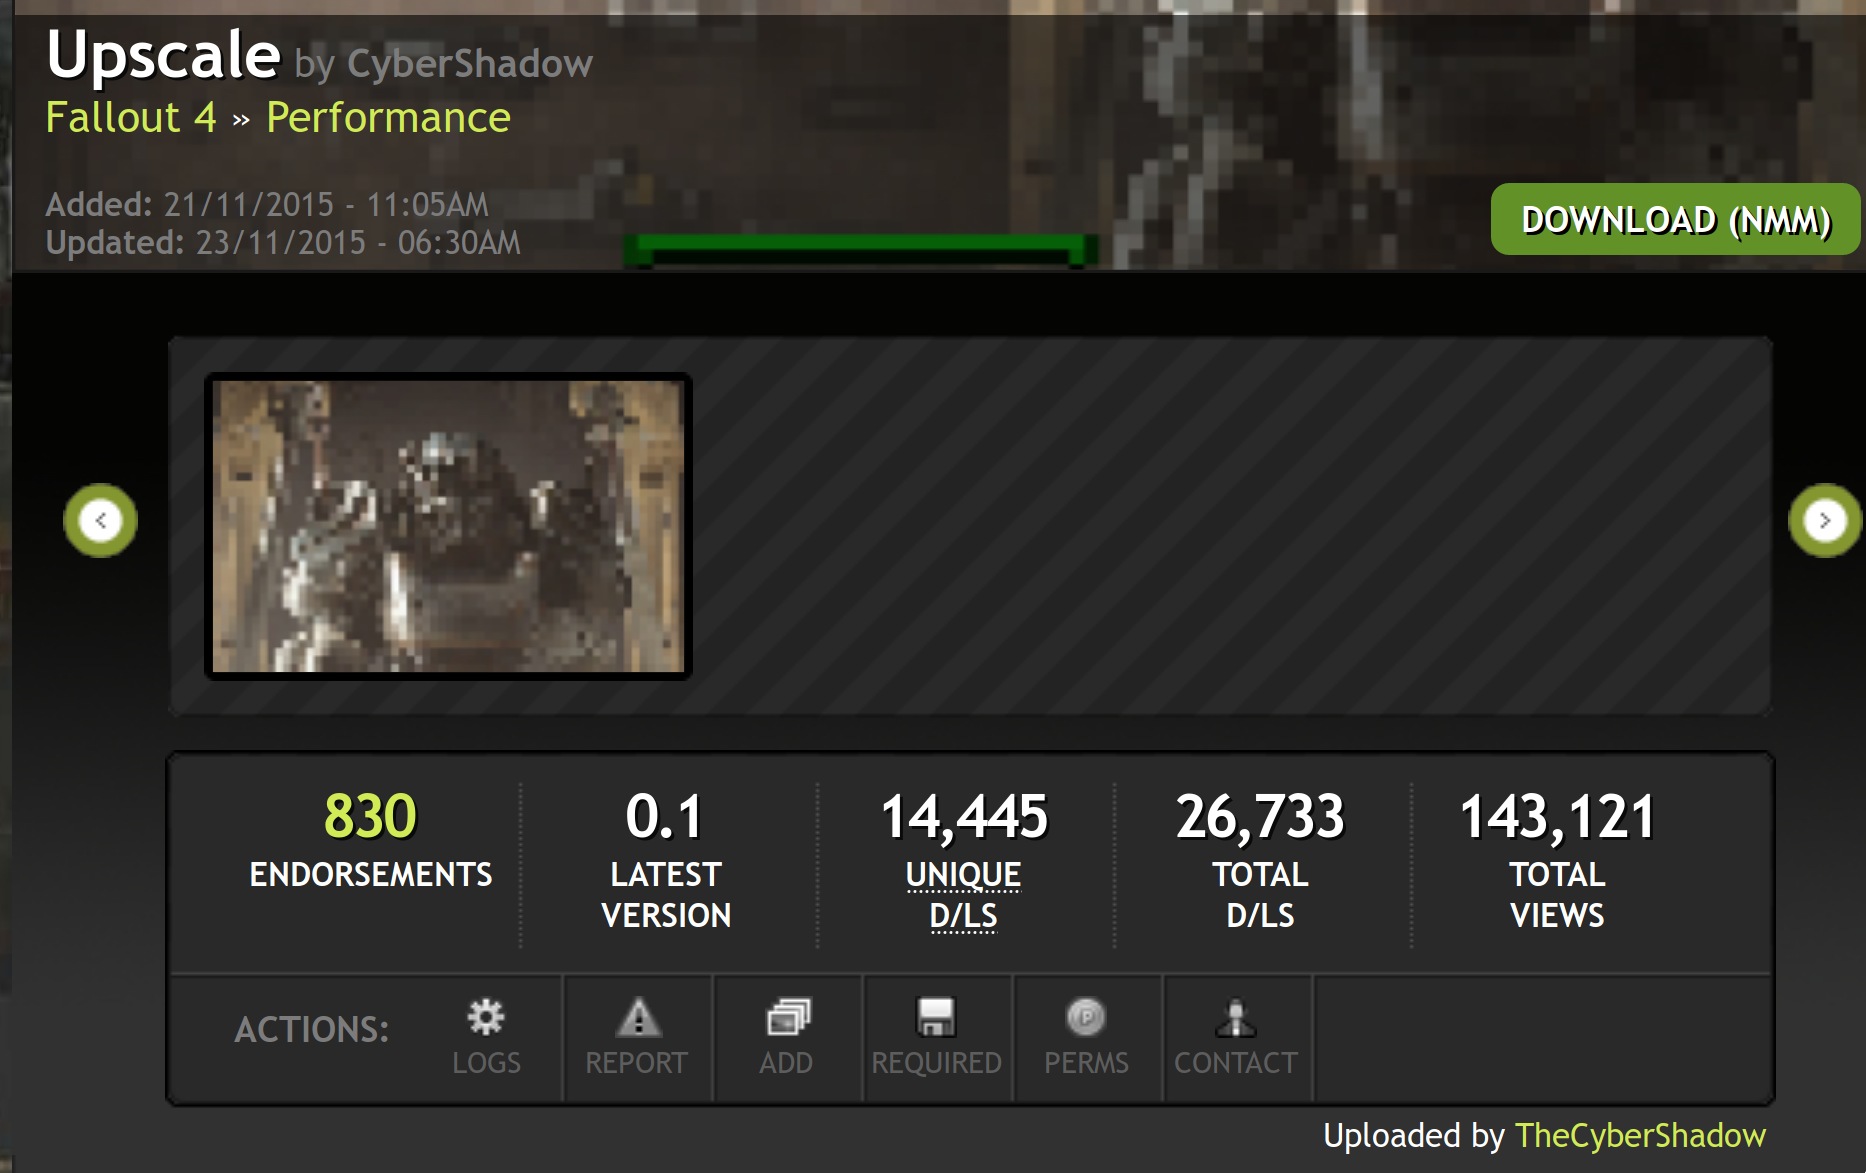 Upscale by CyberShadow
Fallout 4 » Performance
Added: 21/11/2015 - 11:05AM
Updated: 23/11/2015 - 06:30AM
DOWNLOAD (NMM)
830
ENDORSEMENTS
0.1
LATEST
VERSION
14,445
UNIQUE
D/LS
26,733
TOTAL
D/LS
143,121
TOTAL
VIEWS
ACTIONS:
LOGS
REPORT
ADD
REQUIRED
PERMS
CONTACT
Uploaded by TheCyberShadow